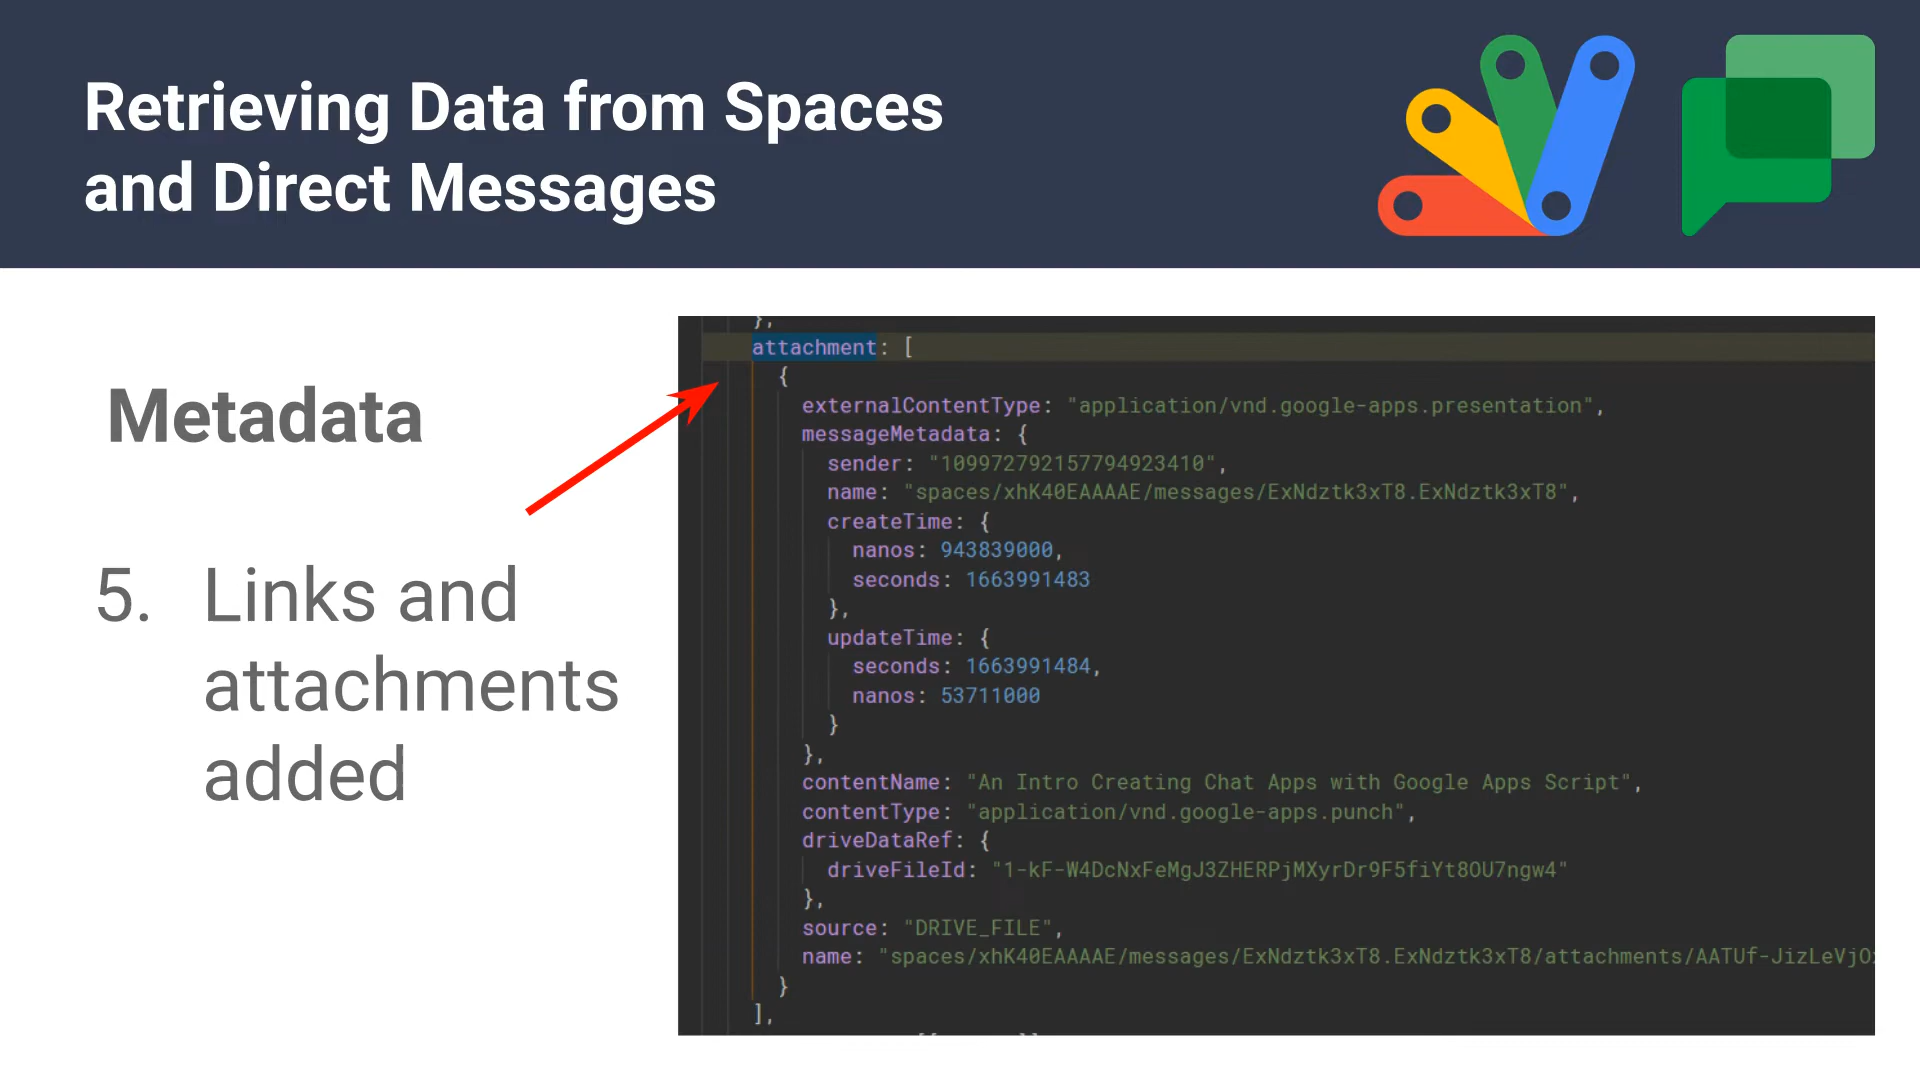 Retrieving Data from Spaces
and Direct Messages
Metadata
5. Links and
attachments
added
},
attachment: [
{
externalContentType: "application/vnd.google-apps.presentation",
messageMetadata: {
sender: "109972792157794923410",
name: "spaces/xhK40EAAAAE/messages/ExNdztk3xT8.ExNdztk3xT8",
createTime: {
nanos: 943839000,
seconds: 1663991483
},
updateTime: {
seconds: 1663991484,
nanos: 53711000
}
},
contentName: "An Intro Creating Chat Apps with Google Apps Script",
contentType: "application/vnd.google-apps.punch",
driveDataRef: {
driveFileId: "1-kF-W4DcNxFeMgJ3ZHERPjMXyrDr9F5fiYt8OU7ngw4"
},
source: "DRIVE_FILE",
name: "spaces/xhK40EAAAAE/messages/ExNdztk3xT8.ExNdztk3xT8/attachments/AATUf-JizLeVjO
}
],